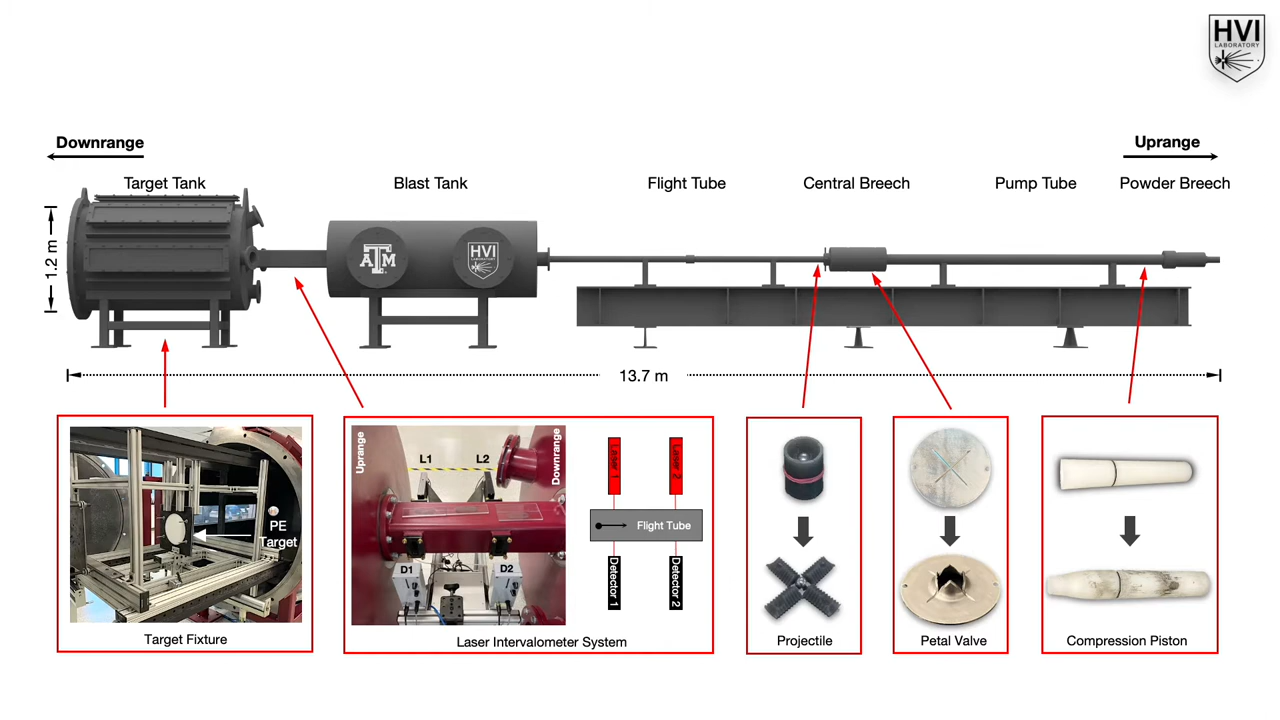 HVI
LABORATORY
Downrange
Uprange
Target Tank
Blast Tank
Flight Tube
Central Breech
Pump Tube
Powder Breech
1.2 m
ATM
HVI
LABORATORY
13.7 m
PE
Target
Target Fixture
Uprange
L1
L2
Downrange
D1
D2
Laser 1
Laser 2
Flight Tube
Detector 1
Detector 2
Laser Intervalometer System
Projectile
Petal Valve
Compression Piston